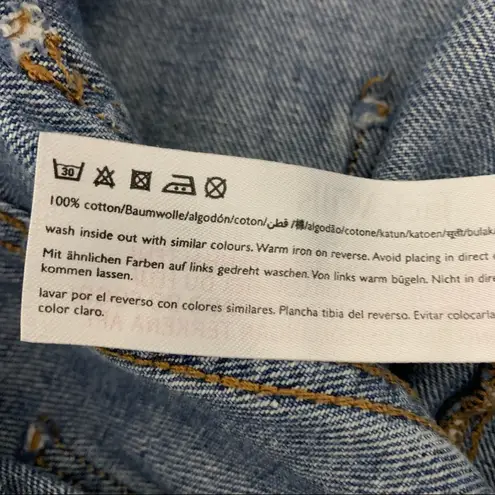 30
100% cotton/Baumwolle/algodón/coton/قطن/棉/algodão/cotone/katun/katoen/सूती/bulak
wash inside out with similar colours. Warm iron on reverse. Avoid placing in direct
Mit ähnlichen Farben auf links gedreht waschen. Von links warm bügeln. Nicht in dire
kommen lassen.
lavar por el reverso con colores similares. Plancha tibia del reverso. Evitar colocarla
color claro.